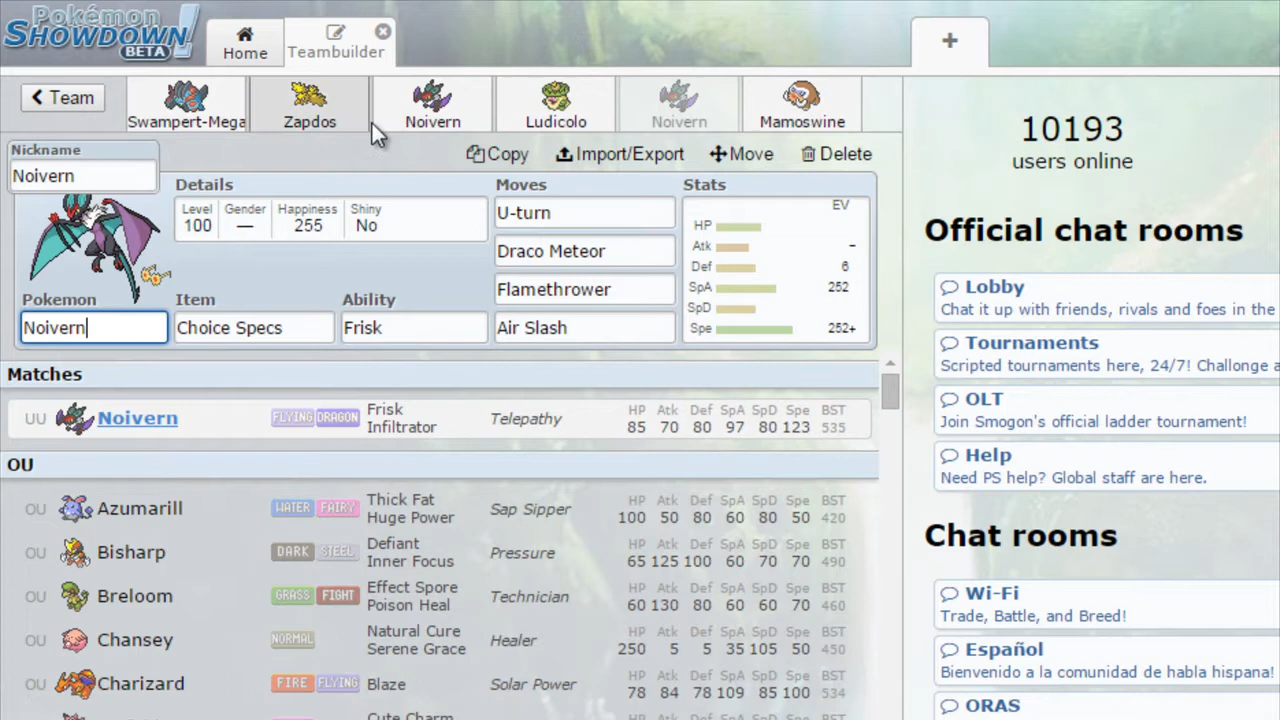 Pokémon
SHOWDOWN!
BETA
Home
Teambuilder
+
Team
Swampert-Mega
Zapdos
Noivern
Ludicolo
Noivern
Mamoswine
Nickname
Noivern
Copy
Import/Export
Move
Delete
Details
Level Gender Happiness Shiny
100 — 255 No
Pokemon
Noivern
Item
Choice Specs
Ability
Frisk
Moves
U-turn
Draco Meteor
Flamethrower
Air Slash
Stats
EV
HP
Atk –
Def 6
SpA 252
SpD
Spe 252+
Matches
UU Noivern FLYING DRAGON Frisk Infiltrator Telepathy HP 85 Atk 70 Def 80 SpA 97 SpD 80 Spe 123 BST 535
OU
OU Azumarill WATER FAIRY Thick Fat Huge Power Sap Sipper HP 100 Atk 50 Def 80 SpA 60 SpD 80 Spe 50 BST 420
OU Bisharp DARK STEEL Defiant Inner Focus Pressure HP 65 Atk 125 Def 100 SpA 60 SpD 70 Spe 70 BST 490
OU Breloom GRASS FIGHT Effect Spore Poison Heal Technician HP 60 Atk 130 Def 80 SpA 60 SpD 60 Spe 70 BST 460
OU Chansey NORMAL Natural Cure Serene Grace Healer HP 250 Atk 5 Def 5 SpA 35 SpD 105 Spe 50 BST 450
OU Charizard FIRE FLYING Blaze Solar Power HP 78 Atk 84 Def 78 SpA 109 SpD 85 Spe 100 BST 534
Cute Charm HP Atk Def SpA SpD Spe BST
10193
users online
Official chat rooms
Lobby
Chat it up with friends, rivals and foes in the
Tournaments
Scripted tournaments here, 24/7! Challonge a
OLT
Join Smogon's official ladder tournament!
Help
Need PS help? Global staff are here.
Chat rooms
Wi-Fi
Trade, Battle, and Breed!
Español
Bienvenido a la comunidad de habla hispana!
ORAS